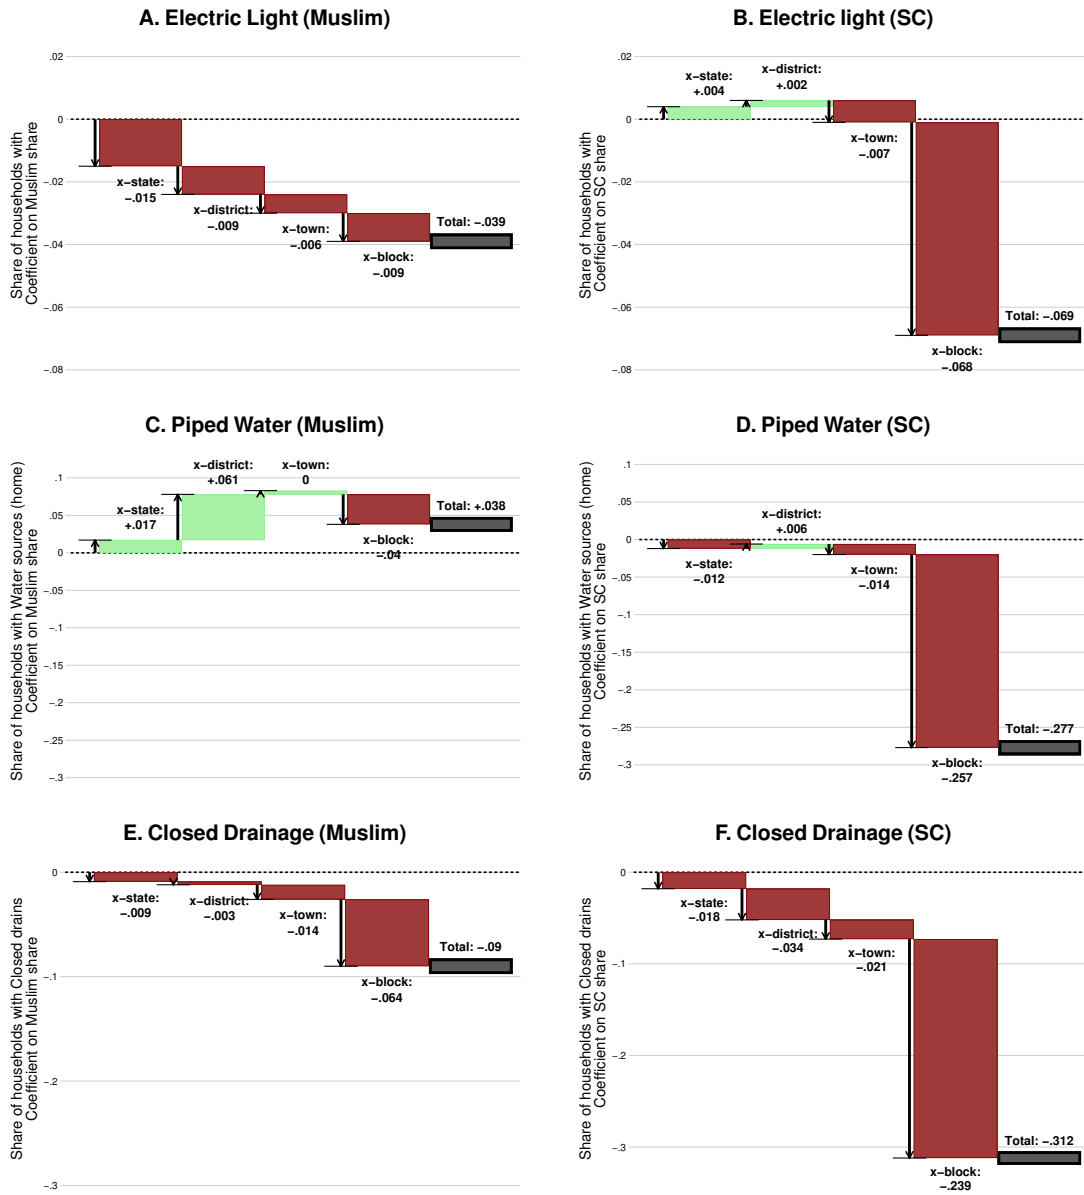 A. Electric Light (Muslim)
Share of households with
Coefficient on Muslim share
.02
0
−.02
−.04
−.06
−.08
x−state:
−.015
x−district:
−.009
x−town:
−.006
x−block:
−.009
Total: −.039
B. Electric light (SC)
Share of households with
Coefficient on SC share
.02
0
−.02
−.04
−.06
−.08
x−state:
+.004
x−district:
+.002
x−town:
−.007
x−block:
−.068
Total: −.069
C. Piped Water (Muslim)
Share of households with Water sources (home)
Coefficient on Muslim share
.1
.05
0
−.05
−.1
−.15
−.2
−.25
−.3
x−state:
+.017
x−district:
+.061
x−town:
0
x−block:
−.04
Total: +.038
D. Piped Water (SC)
Share of households with Water sources (home)
Coefficient on SC share
.1
.05
0
−.05
−.1
−.15
−.2
−.25
−.3
x−state:
−.012
x−district:
+.006
x−town:
−.014
x−block:
−.257
Total: −.277
E. Closed Drainage (Muslim)
Share of households with Closed drains
Coefficient on Muslim share
0
−.1
−.2
−.3
x−state:
−.009
x−district:
−.003
x−town:
−.014
x−block:
−.064
Total: −.09
F. Closed Drainage (SC)
Share of households with Closed drains
Coefficient on SC share
0
−.1
−.2
−.3
x−state:
−.018
x−district:
−.034
x−town:
−.021
x−block:
−.239
Total: −.312